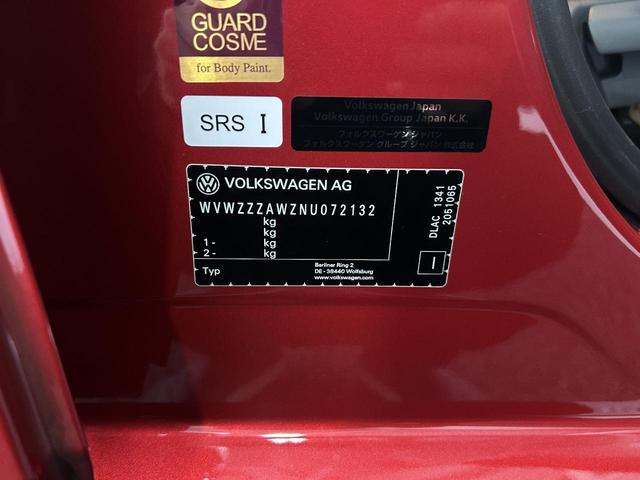 GUARD
COSME
for Body Paint.
SRS I
Volkswagen Japan
Volkswagen Group Japan K.K.
フォルクスワーゲン ジャパン
フォルクスワーゲン グループ ジャパン 株式会社
VOLKSWAGEN AG
WVWZZZAWZNU072132
kg
kg
1 - kg
2 - kg
Typ
Berliner Ring 2
DE - 38440 Wolfsburg
www.volkswagen.com
DLAC 1341
2051065
I